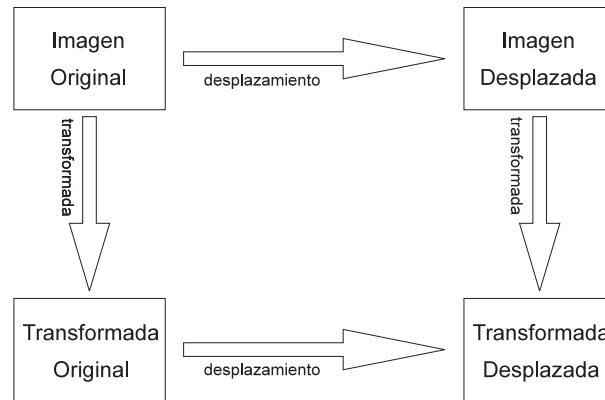 Imagen
Original
desplazamiento
Imagen
Desplazada
transformada
transformada
Transformada
Original
desplazamiento
Transformada
Desplazada